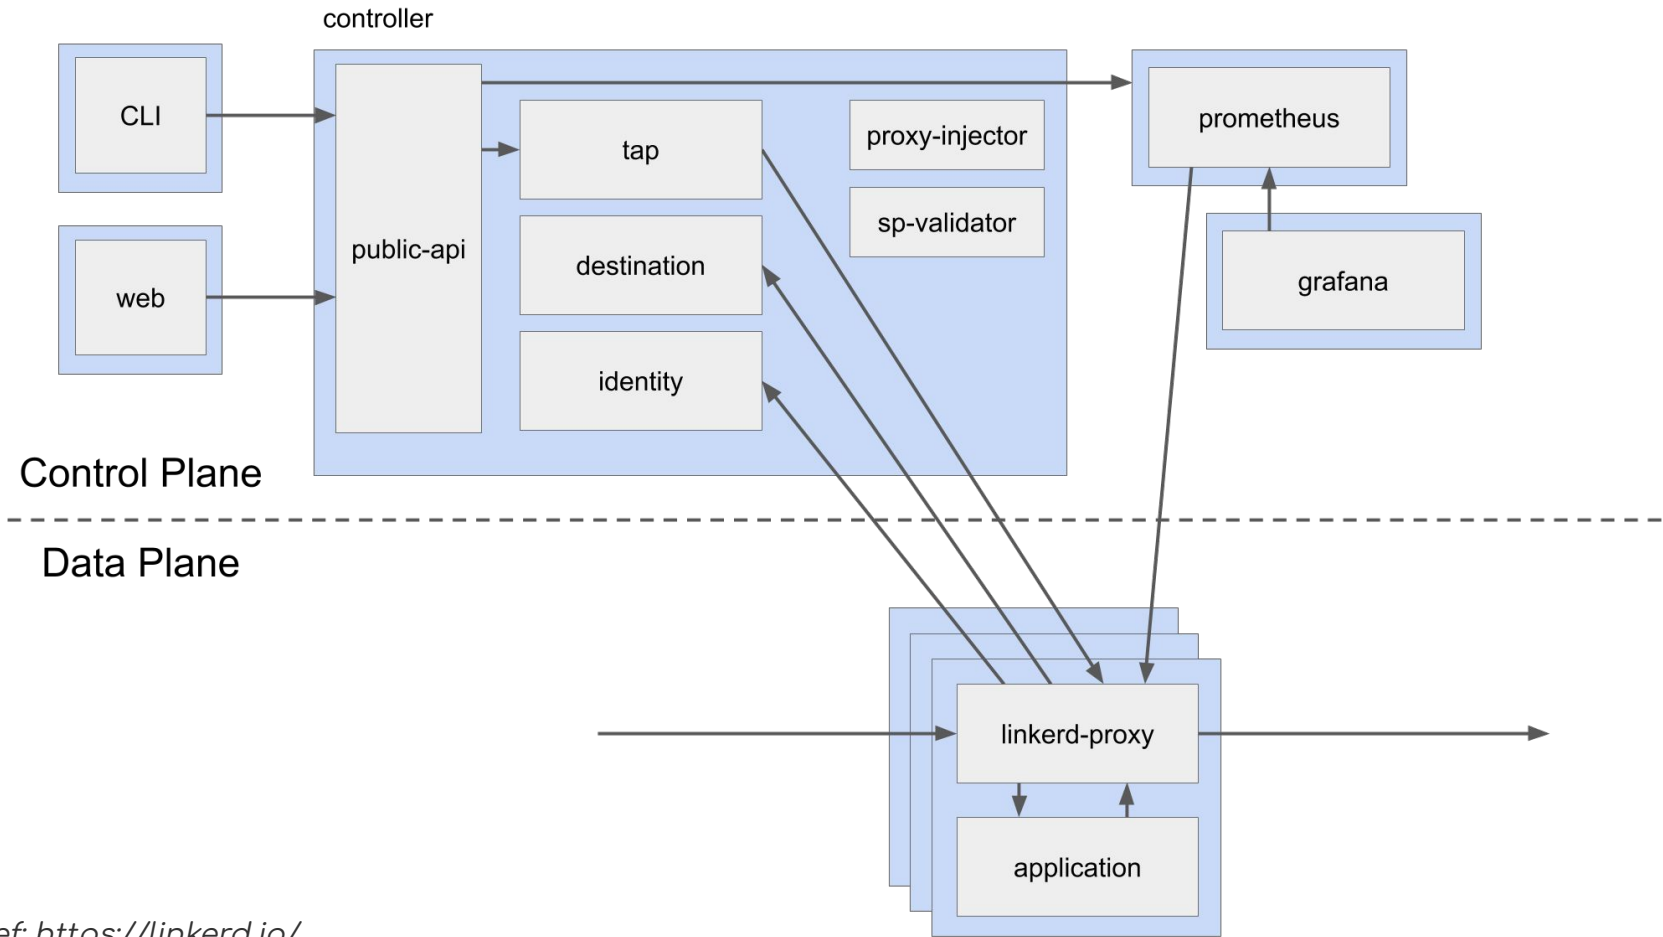 controller
CLI
web
public-api
tap
destination
identity
proxy-injector
sp-validator
prometheus
grafana
Control Plane
Data Plane
linkerd-proxy
application
https://linkerd.io/